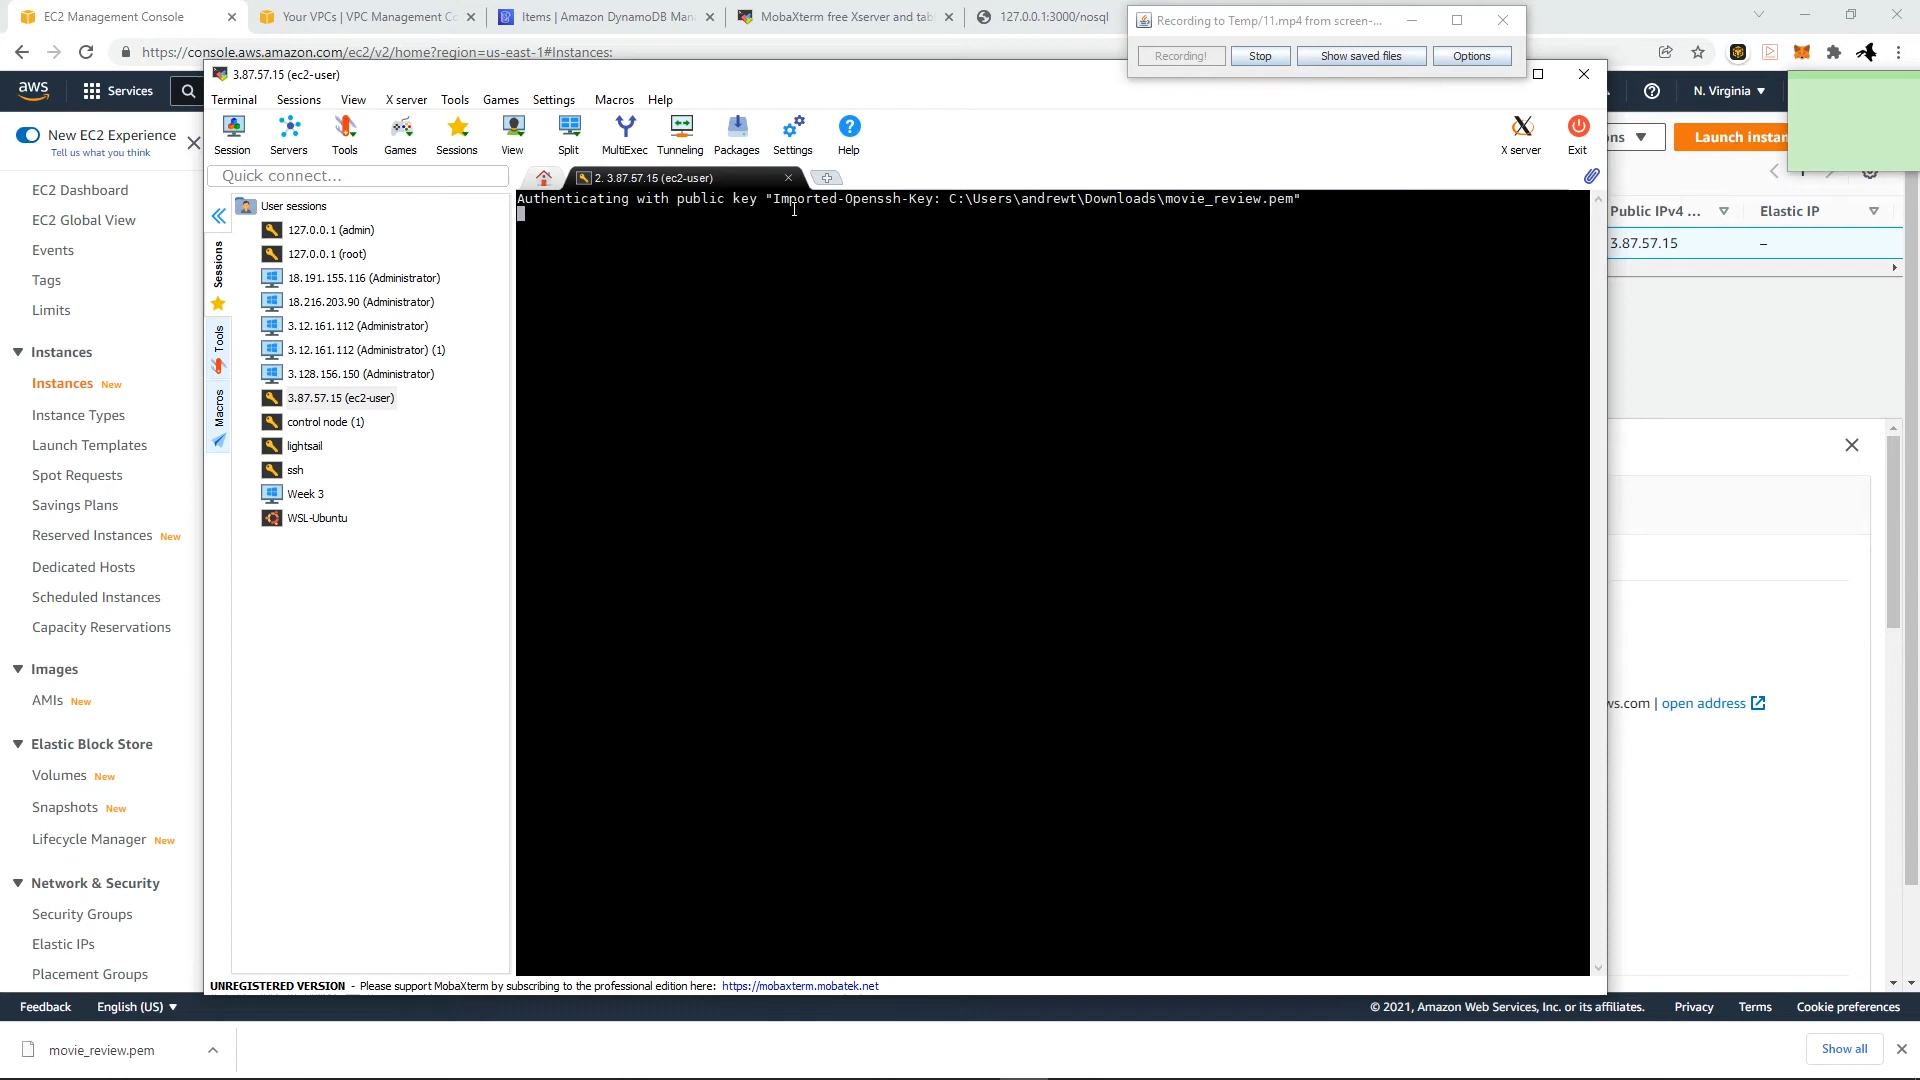 EC2 Management Console
Your VPCs | VPC Management Co
Items | Amazon DynamoDB Man
MobaXterm free Xserver and tab
127.0.0.1:3000/nosql
Recording to Temp/11.mp4 from screen-...
https://console.aws.amazon.com/ec2/v2/home?region=us-east-1#Instances:
Recording!
Stop
Show saved files
Options
3.87.57.15 (ec2-user)
aws
Services
N. Virginia
Terminal Sessions View X server Tools Games Settings Macros Help
New EC2 Experience
Tell us what you think
Session Servers Tools Games Sessions View Split MultiExec Tunneling Packages Settings Help
X server Exit
ons
Launch instan
Quick connect...
2. 3.87.57.15 (ec2-user)
Authenticating with public key "Imported-Openssh-Key: C:\Users\andrewt\Downloads\movie_review.pem"
Public IPv4 ...
Elastic IP
3.87.57.15
–
EC2 Dashboard
EC2 Global View
Events
Tags
Limits
Instances
Instances New
Instance Types
Launch Templates
Spot Requests
Savings Plans
Reserved Instances New
Dedicated Hosts
Scheduled Instances
Capacity Reservations
Images
AMIs New
Elastic Block Store
Volumes New
Snapshots New
Lifecycle Manager New
Network & Security
Security Groups
Elastic IPs
Placement Groups
Sessions
Tools
Macros
User sessions
127.0.0.1 (admin)
127.0.0.1 (root)
18.191.155.116 (Administrator)
18.216.203.90 (Administrator)
3.12.161.112 (Administrator)
3.12.161.112 (Administrator) (1)
3.128.156.150 (Administrator)
3.87.57.15 (ec2-user)
control node (1)
lightsail
ssh
Week 3
WSL-Ubuntu
ws.com | open address
UNREGISTERED VERSION - Please support MobaXterm by subscribing to the professional edition here: https://mobaxterm.mobatek.net
Feedback
English (US)
© 2021, Amazon Web Services, Inc. or its affiliates.
Privacy
Terms
Cookie preferences
movie_review.pem
Show all